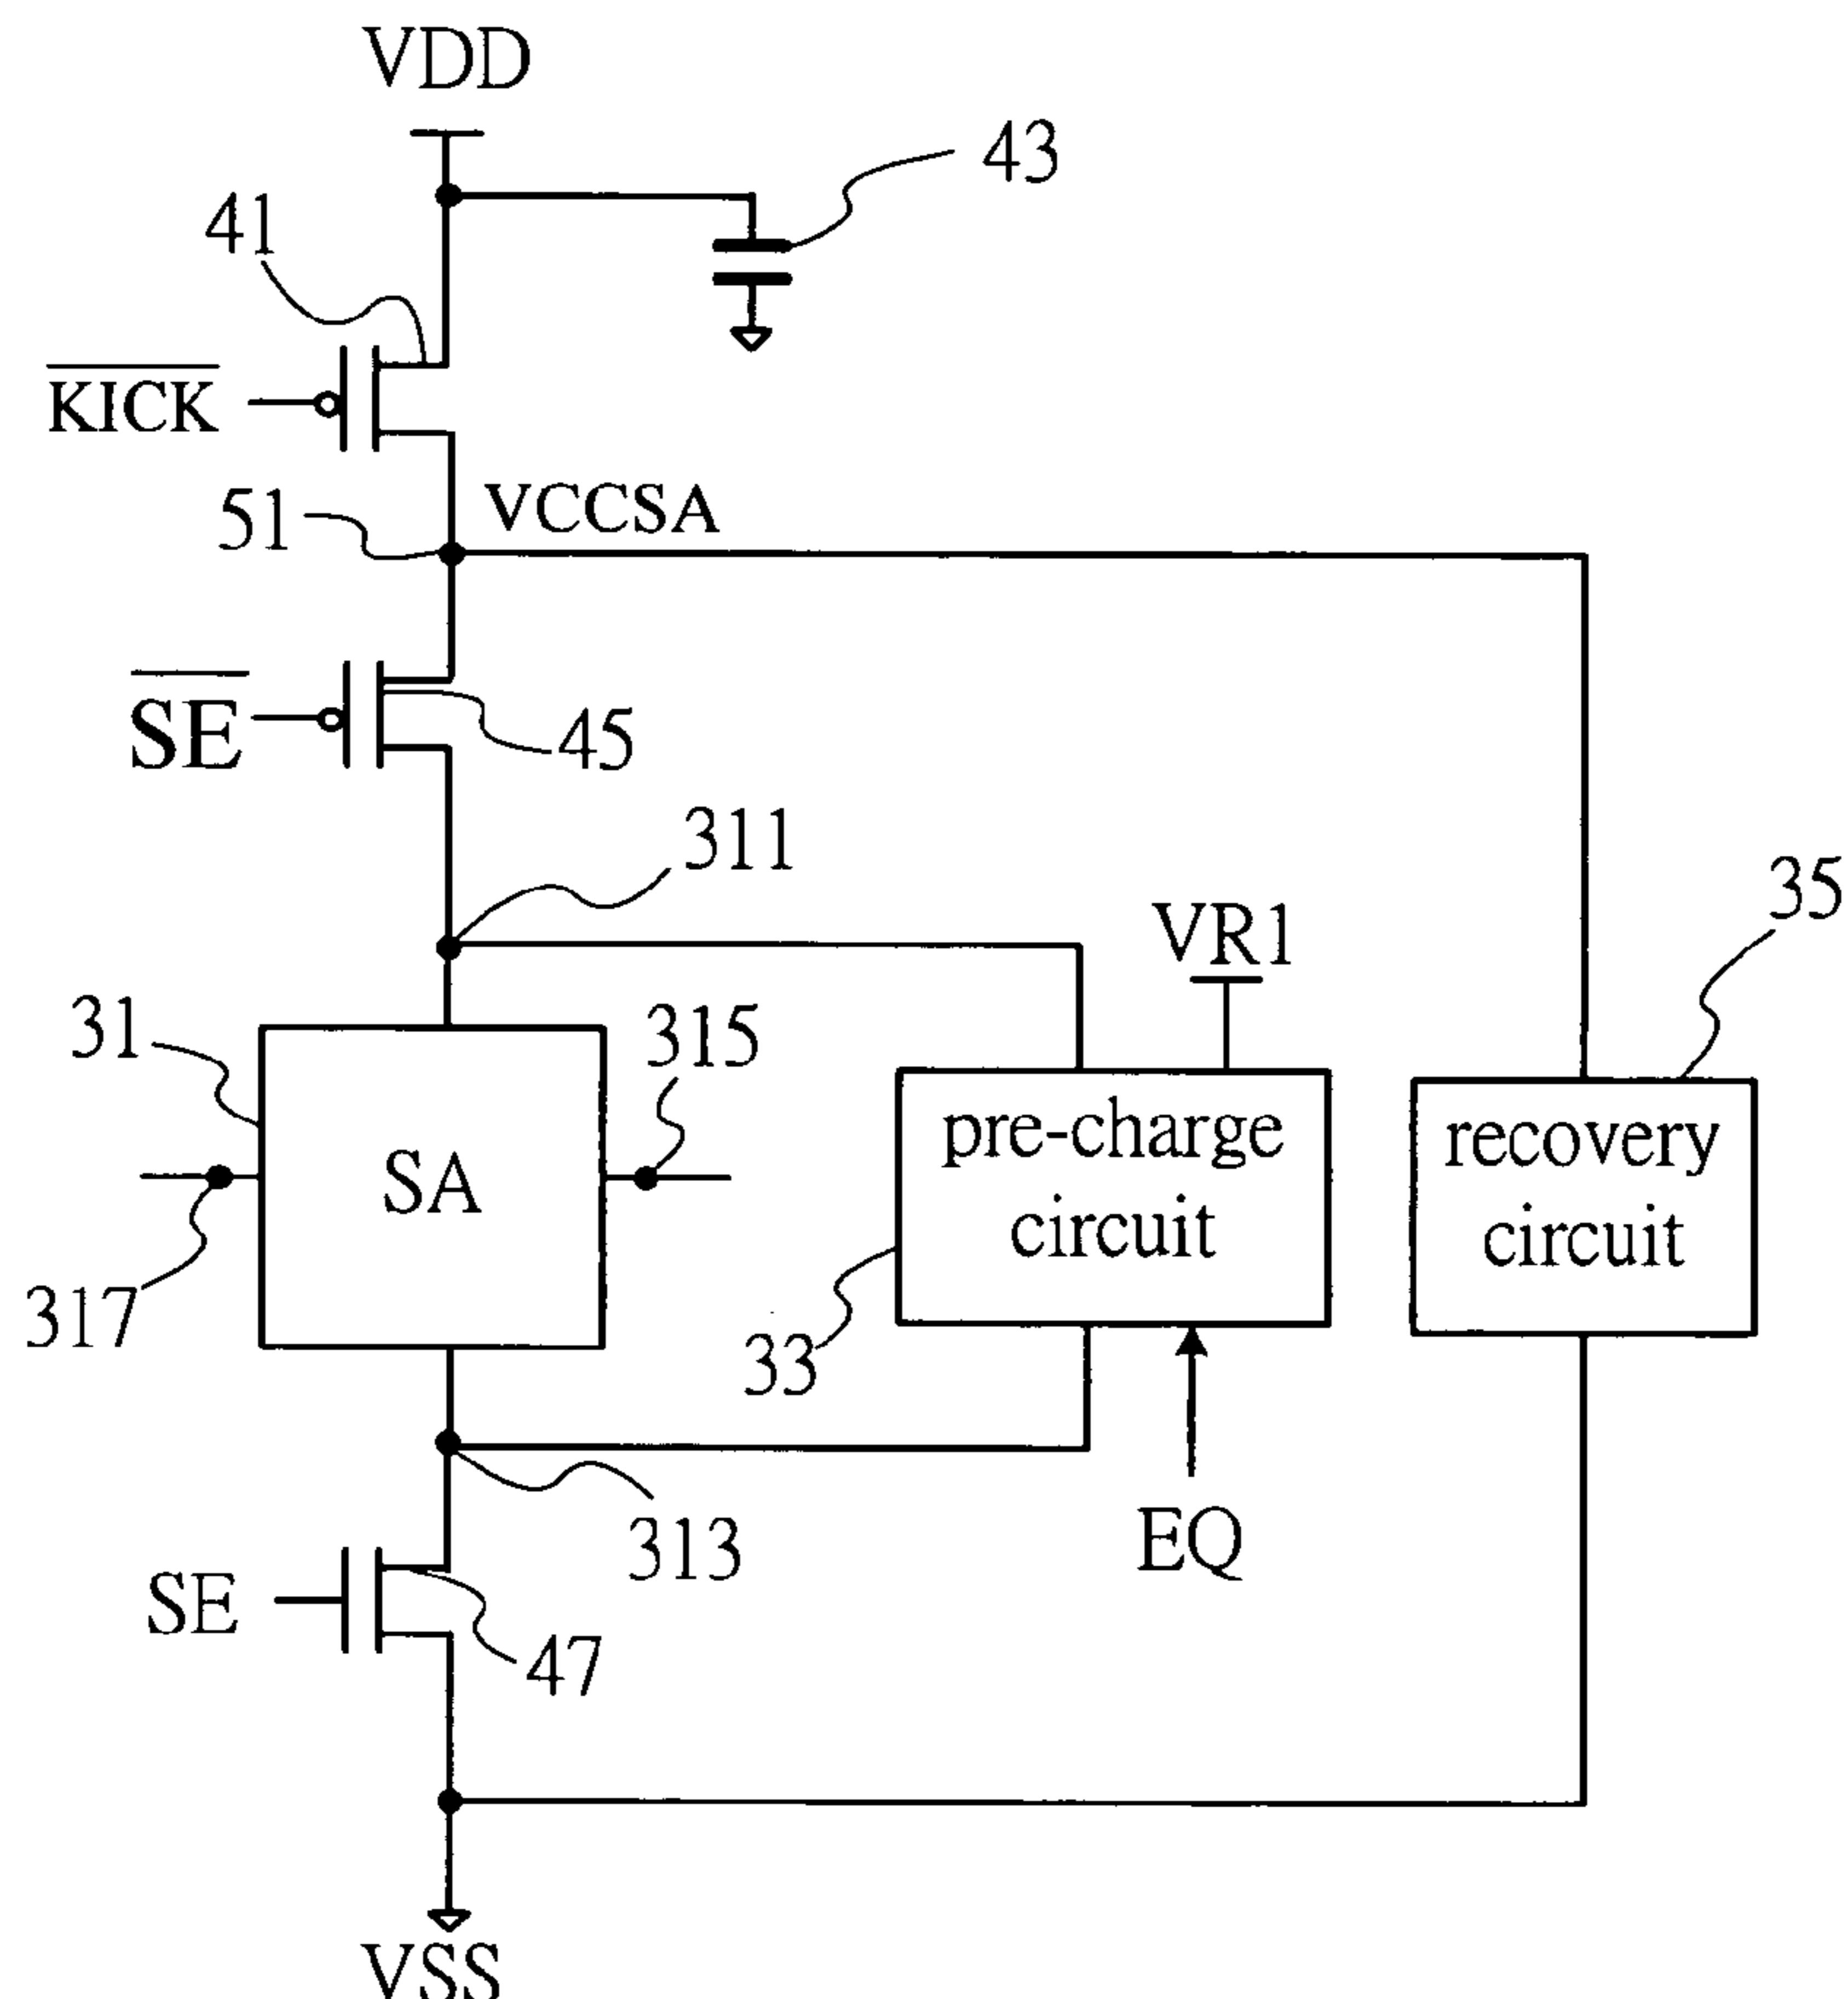 VDD
43
41
KICK
51
VCCSA
SE
45
311
35
VR1
31
315
pre-charge
circuit
recovery
circuit
SA
317
33
313
EQ
SE
47
VSS